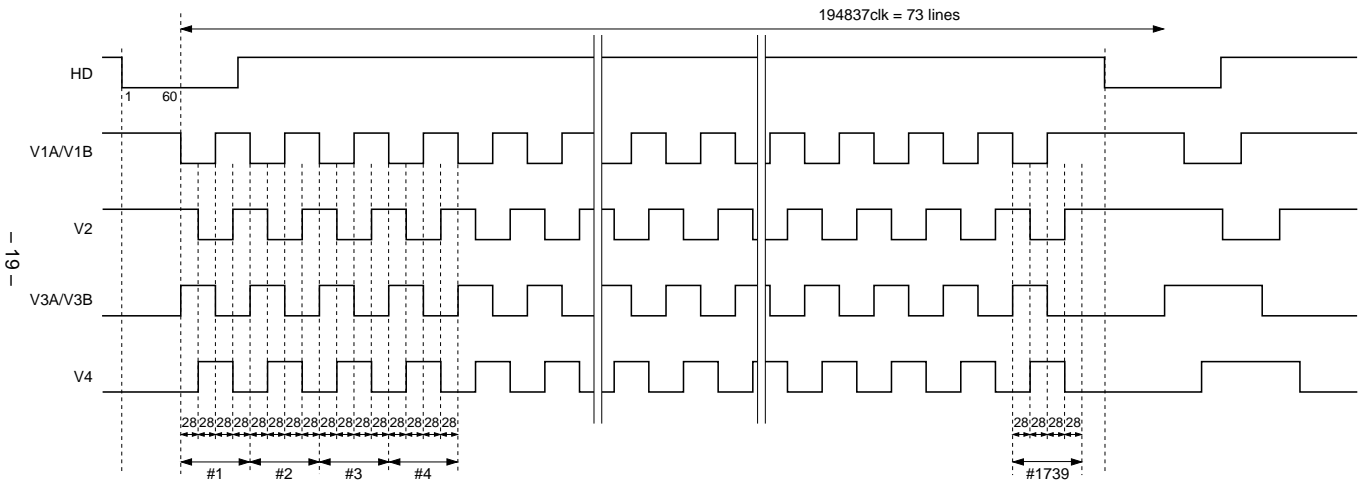 194837clk = 73 lines
HD
1 60
V1A/V1B
V2
– 19 –
V3A/V3B
V4
28 28 28 28 28 28 28 28 28 28 28 28 28 28 28 28 28 28 28 28
#1 #2 #3 #4 #1739